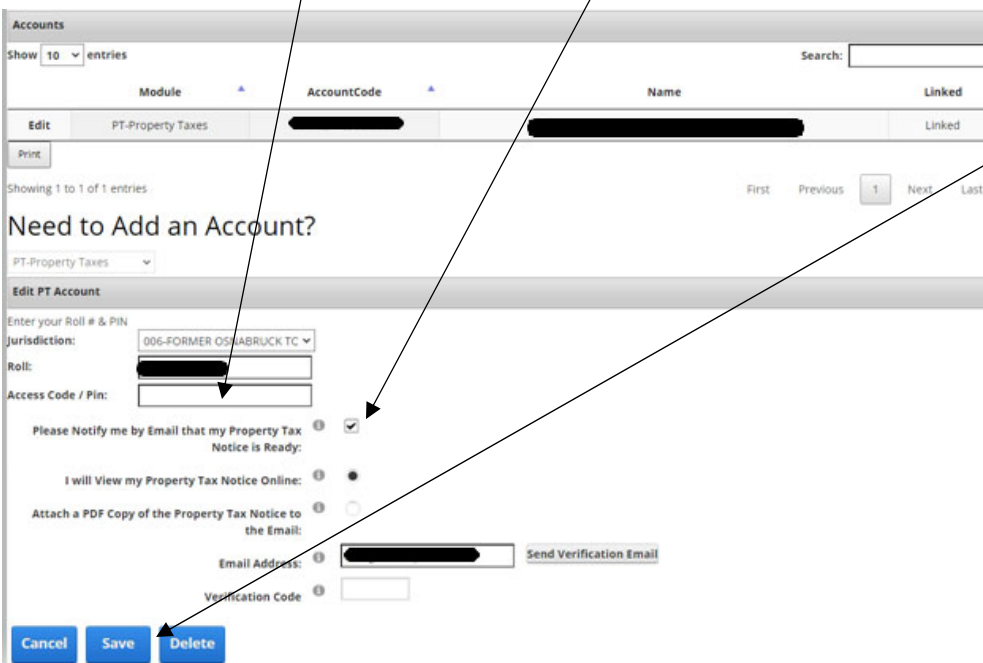 Accounts
Show 10 entries Search:
Module AccountCode Name Linked
Edit PT-Property Taxes Linked
Print
Showing 1 to 1 of 1 entries First Previous 1 Next Last
Need to Add an Account?
PT-Property Taxes
Edit PT Account
Enter your Roll # & PIN
Jurisdiction: 006-FORMER OSNABRUCK TC
Roll:
Access Code / Pin:
Please Notify me by Email that my Property Tax
Notice is Ready:
I will View my Property Tax Notice Online:
Attach a PDF Copy of the Property Tax Notice to
the Email:
Email Address: Send Verification Email
Verification Code
Cancel Save Delete